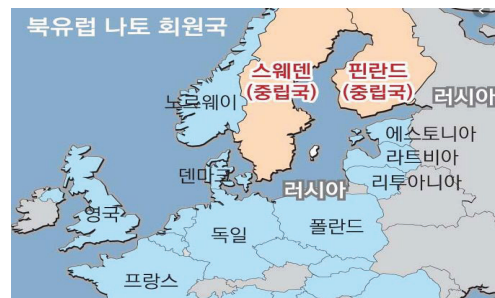 북유럽 나토 회원국
스웨덴
(중립국)
핀란드
(중립국)
노르웨이
러시아
에스토니아
라트비아
리투아니아
덴마크
러시아
영국
독일
폴란드
프랑스